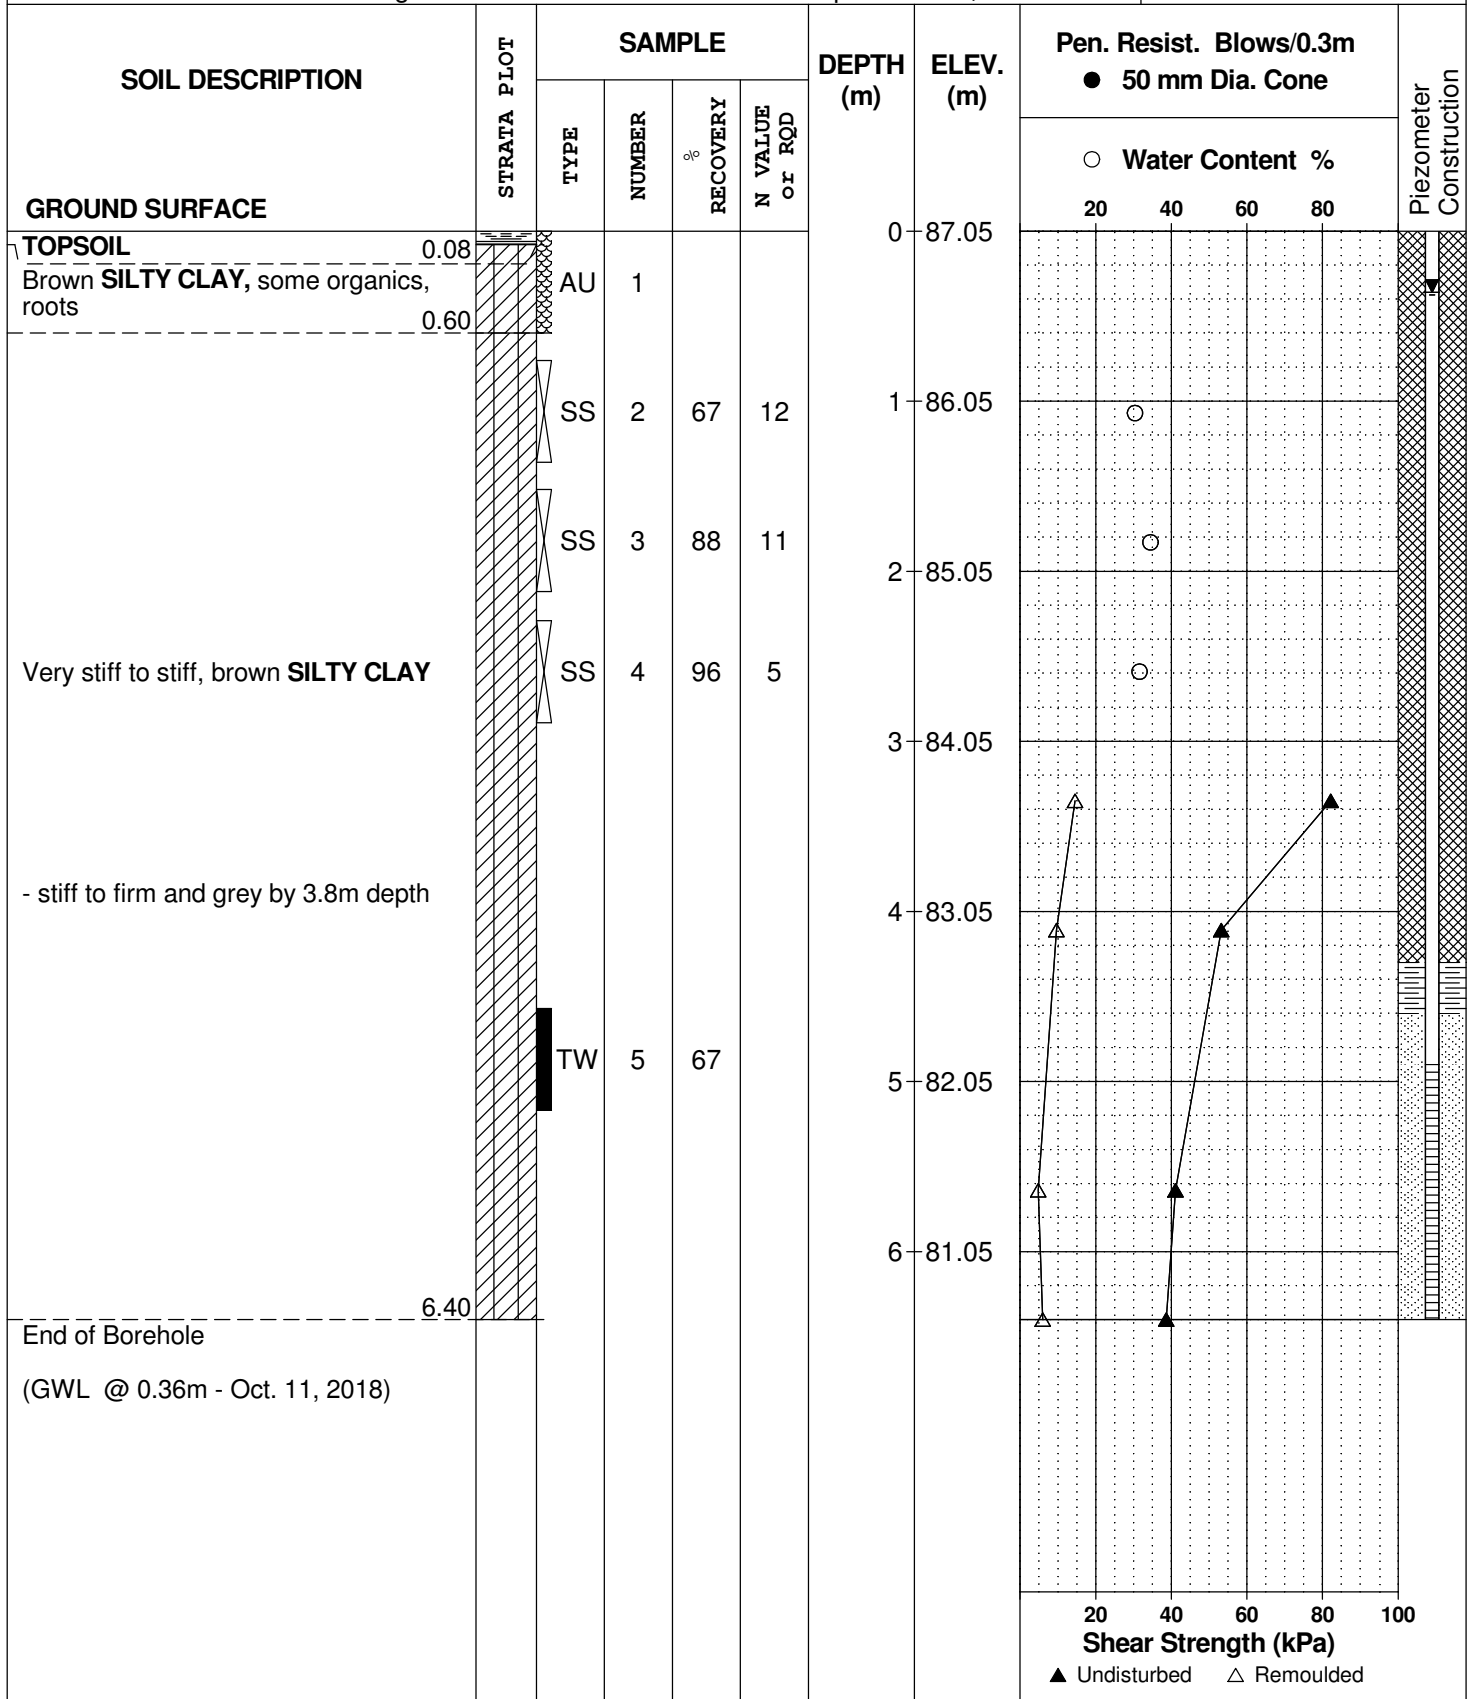 SOIL DESCRIPTION
GROUND SURFACE
STRATA PLOT
SAMPLE
TYPE
NUMBER
% RECOVERY
N VALUE
or RQD
DEPTH
(m)
ELEV.
(m)
Pen. Resist. Blows/0.3m
● 50 mm Dia. Cone
○ Water Content %
20 40 60 80
Piezometer
Construction
TOPSOIL 0.08
Brown SILTY CLAY, some organics,
roots
0.60
AU 1
0 87.05
SS 2 67 12
1 86.05
SS 3 88 11
2 85.05
Very stiff to stiff, brown SILTY CLAY
SS 4 96 5
3 84.05
- stiff to firm and grey by 3.8m depth
4 83.05
TW 5 67
5 82.05
6 81.05
6.40
End of Borehole
(GWL @ 0.36m - Oct. 11, 2018)
20 40 60 80 100
Shear Strength (kPa)
▲ Undisturbed △ Remoulded